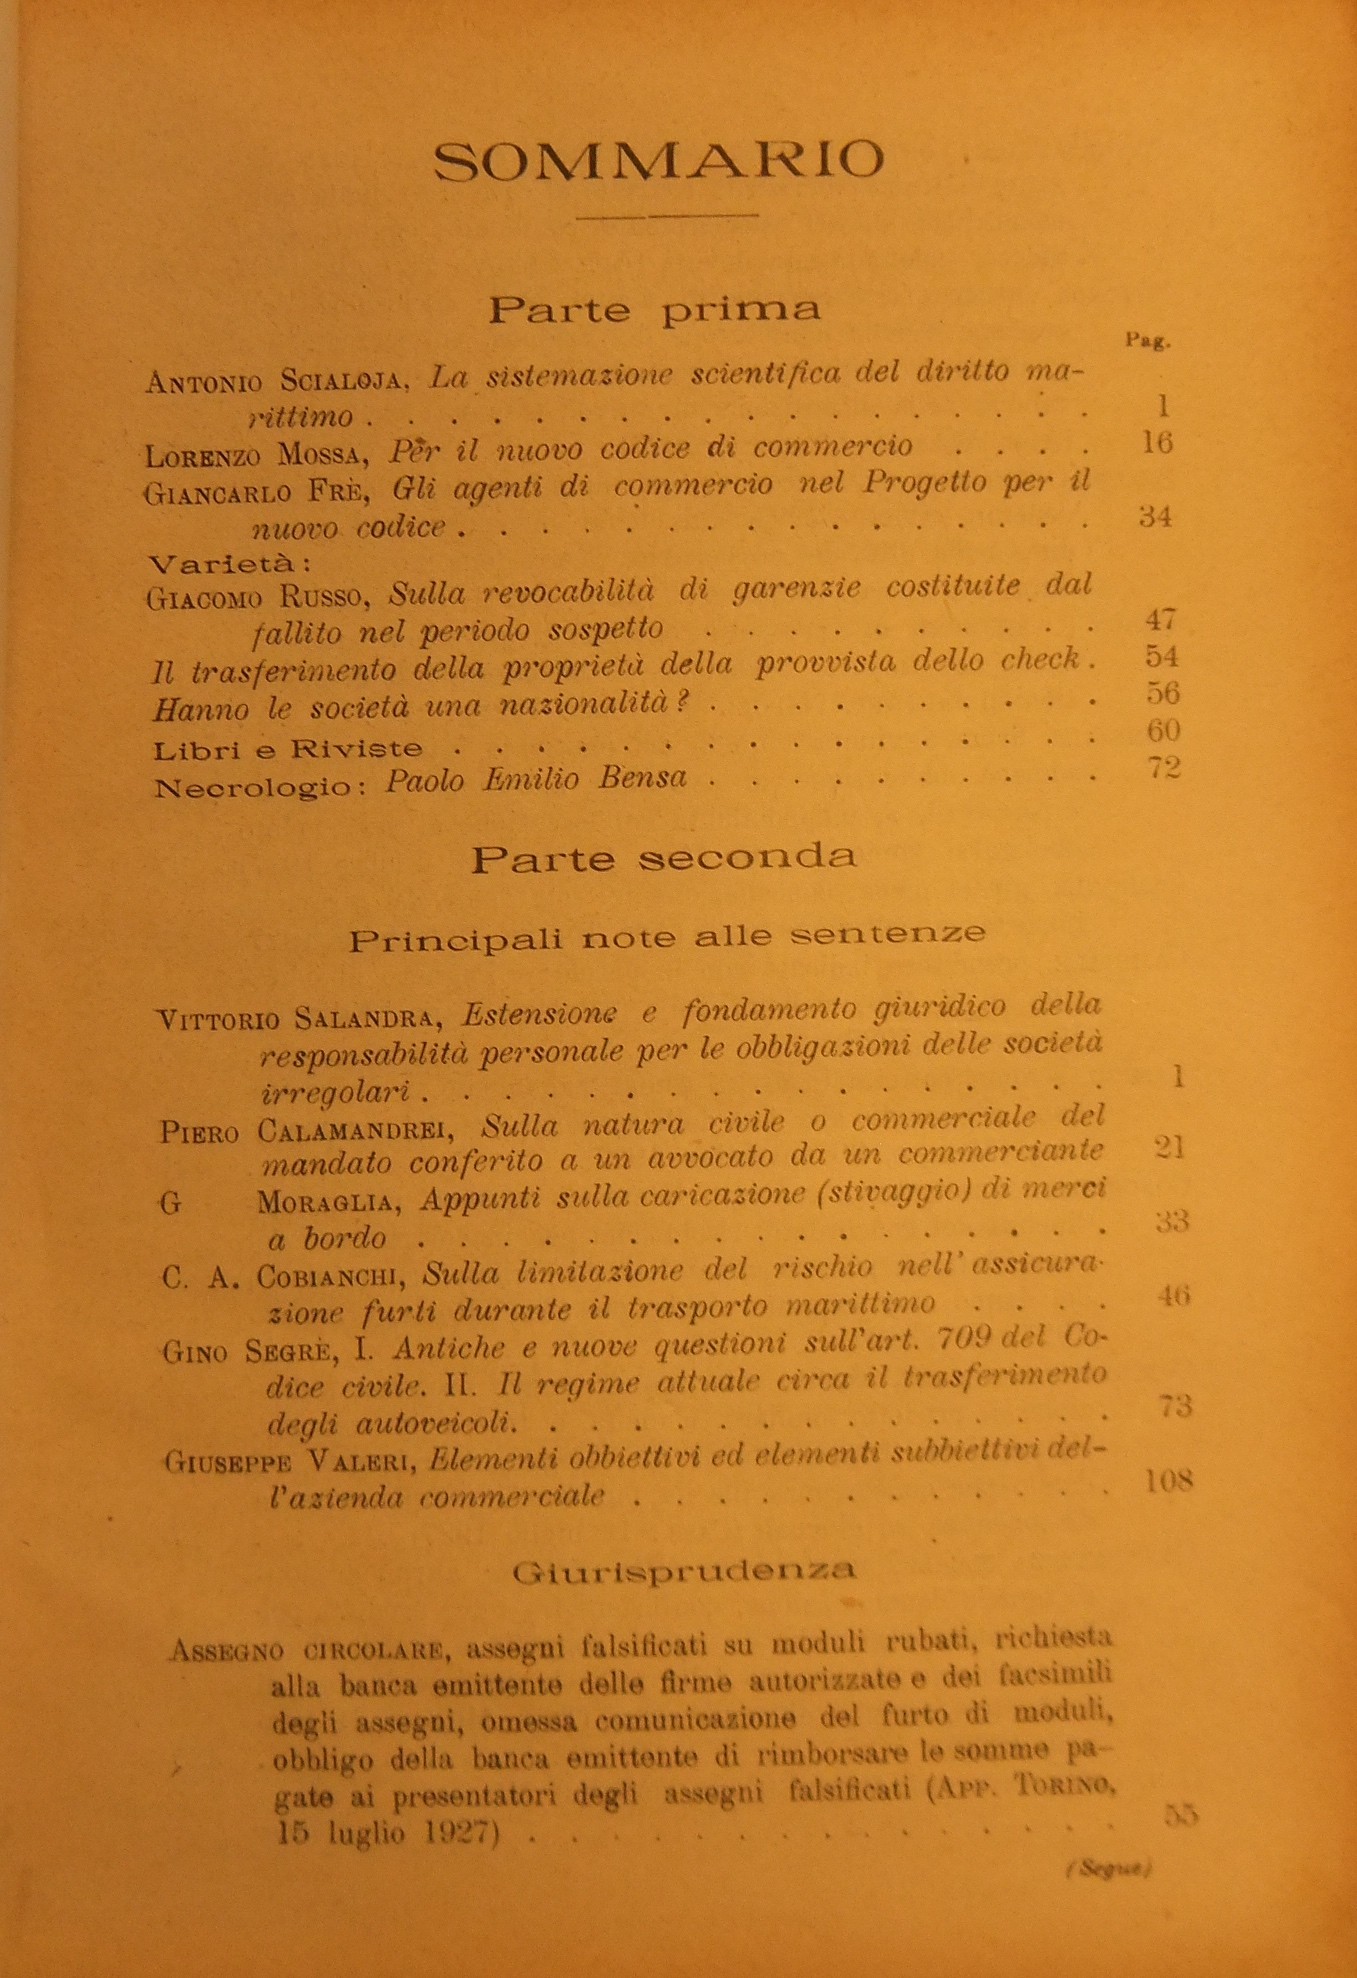 SOMMARIO
Parte prima
Pag.
ANTONIO SCIALOJA, La sistemazione scientifica del diritto ma-
rittimo . . . . . . . . . . . . . . . . . . 1
LORENZO MOSSA, Per il nuovo codice di commercio . . . . 16
GIANCARLO FRÈ, Gli agenti di commercio nel Progetto per il
nuovo codice . . . . . . . . . . . . . . . . 34
Varietà:
GIACOMO RUSSO, Sulla revocabilità di garenzie costituite dal
fallito nel periodo sospetto . . . . . . . . . . 47
Il trasferimento della proprietà della provvista dello check . 54
Hanno le società una nazionalità? . . . . . . . . . . 56
Libri e Riviste . . . . . . . . . . . . . . . . 60
Necrologio: Paolo Emilio Bensa . . . . . . . . . . 72
Parte seconda
Principali note alle sentenze
VITTORIO SALANDRA, Estensione e fondamento giuridico della
responsabilità personale per le obbligazioni delle società
irregolari . . . . . . . . . . . . . . . . . 1
PIERO CALAMANDREI, Sulla natura civile o commerciale del
mandato conferito a un avvocato da un commerciante 21
G MORAGLIA, Appunti sulla caricazione (stivaggio) di merci
a bordo . . . . . . . . . . . . . . . . . 33
C. A. COBIANCHI, Sulla limitazione del rischio nell'assicura-
zione furti durante il trasporto marittimo . . . . 46
GINO SEGRÈ, I. Antiche e nuove questioni sull'art. 709 del Co-
dice civile. II. Il regime attuale circa il trasferimento
degli autoveicoli. . . . . . . . . . . . . . . 73
GIUSEPPE VALERI, Elementi obbiettivi ed elementi subbiettivi del-
l'azienda commerciale . . . . . . . . . . . . 108
Giurisprudenza
ASSEGNO CIRCOLARE, assegni falsificati su moduli rubati, richiesta
alla banca emittente delle firme autorizzate e dei facsimili
degli assegni, omessa comunicazione del furto di moduli,
obbligo della banca emittente di rimborsare le somme pa-
gate ai presentatori degli assegni falsificati (APP. TORINO,
15 luglio 1927) . . . . . . . . . . . . . . . 55
(Segue)